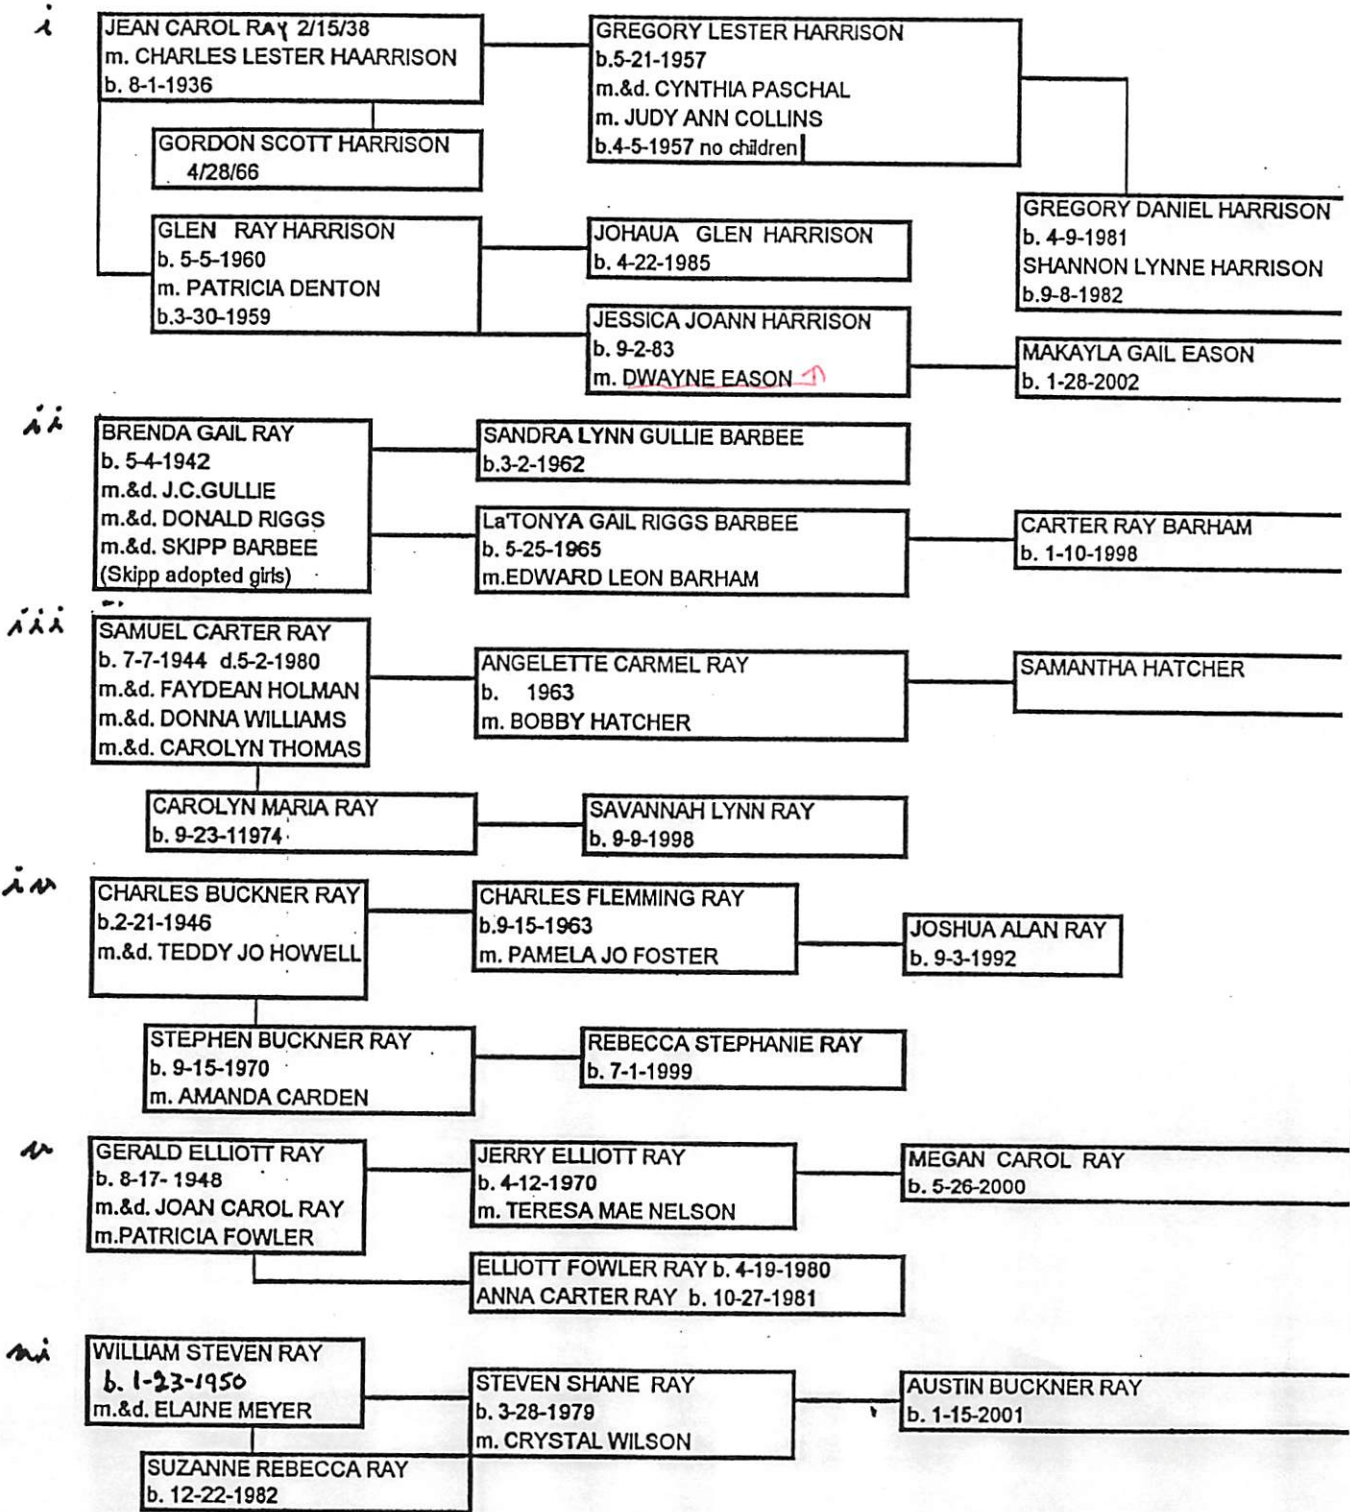 i
JEAN CAROL RAY 2/15/38
m. CHARLES LESTER HAARRISON
b. 8-1-1936
GREGORY LESTER HARRISON
b.5-21-1957
m.&d. CYNTHIA PASCHAL
m. JUDY ANN COLLINS
b.4-5-1957 no children
GORDON SCOTT HARRISON
4/28/66
GREGORY DANIEL HARRISON
b. 4-9-1981
SHANNON LYNNE HARRISON
b.9-8-1982
GLEN RAY HARRISON
b. 5-5-1960
m. PATRICIA DENTON
b.3-30-1959
JOHAUA GLEN HARRISON
b. 4-22-1985
JESSICA JOANN HARRISON
b. 9-2-83
m. DWAYNE EASON
MAKAYLA GAIL EASON
b. 1-28-2002
ii
BRENDA GAIL RAY
b. 5-4-1942
m.&d. J.C.GULLIE
m.&d. DONALD RIGGS
m.&d. SKIPP BARBEE
(Skipp adopted girls)
SANDRA LYNN GULLIE BARBEE
b.3-2-1962
La'TONYA GAIL RIGGS BARBEE
b. 5-25-1965
m.EDWARD LEON BARHAM
CARTER RAY BARHAM
b. 1-10-1998
iii
SAMUEL CARTER RAY
b. 7-7-1944 d.5-2-1980
m.&d. FAYDEAN HOLMAN
m.&d. DONNA WILLIAMS
m.&d. CAROLYN THOMAS
ANGELETTE CARMEL RAY
b. 1963
m. BOBBY HATCHER
SAMANTHA HATCHER
CAROLYN MARIA RAY
b. 9-23-11974
SAVANNAH LYNN RAY
b. 9-9-1998
iv
CHARLES BUCKNER RAY
b.2-21-1946
m.&d. TEDDY JO HOWELL
CHARLES FLEMMING RAY
b.9-15-1963
m. PAMELA JO FOSTER
JOSHUA ALAN RAY
b. 9-3-1992
STEPHEN BUCKNER RAY
b. 9-15-1970
m. AMANDA CARDEN
REBECCA STEPHANIE RAY
b. 7-1-1999
v
GERALD ELLIOTT RAY
b. 8-17- 1948
m.&d. JOAN CAROL RAY
m.PATRICIA FOWLER
JERRY ELLIOTT RAY
b. 4-12-1970
m. TERESA MAE NELSON
MEGAN CAROL RAY
b. 5-26-2000
ELLIOTT FOWLER RAY b. 4-19-1980
ANNA CARTER RAY b. 10-27-1981
vi
WILLIAM STEVEN RAY
b. 1-23-1950
m.&d. ELAINE MEYER
STEVEN SHANE RAY
b. 3-28-1979
m. CRYSTAL WILSON
AUSTIN BUCKNER RAY
b. 1-15-2001
SUZANNE REBECCA RAY
b. 12-22-1982